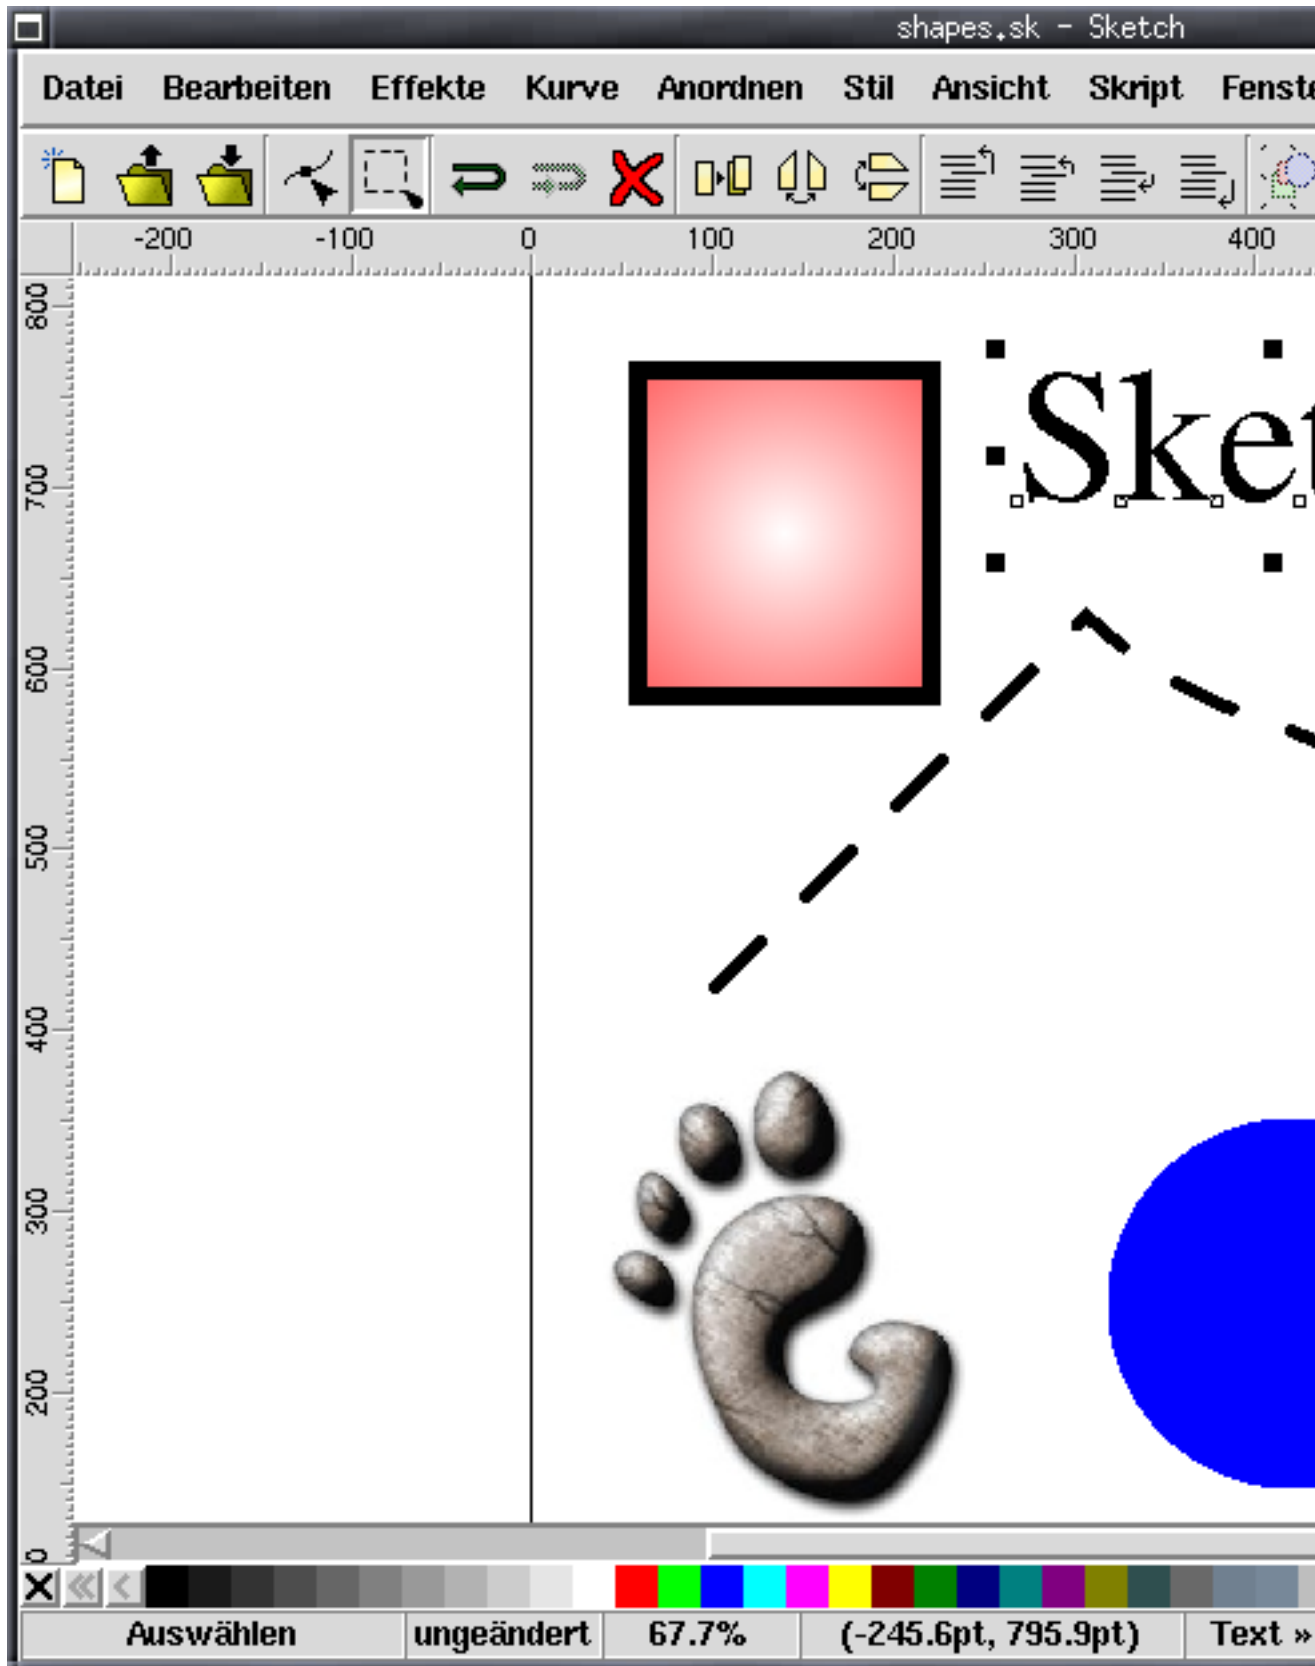 shapes.sk - Sketch
Datei Bearbeiten Effekte Kurve Anordnen Stil Ansicht Skript Fenste
-200 -100 0 100 200 300 400
800
Sket
700
600
500
400
300
200
Auswählen ungeändert 67.7% (-245.6pt, 795.9pt) Text »